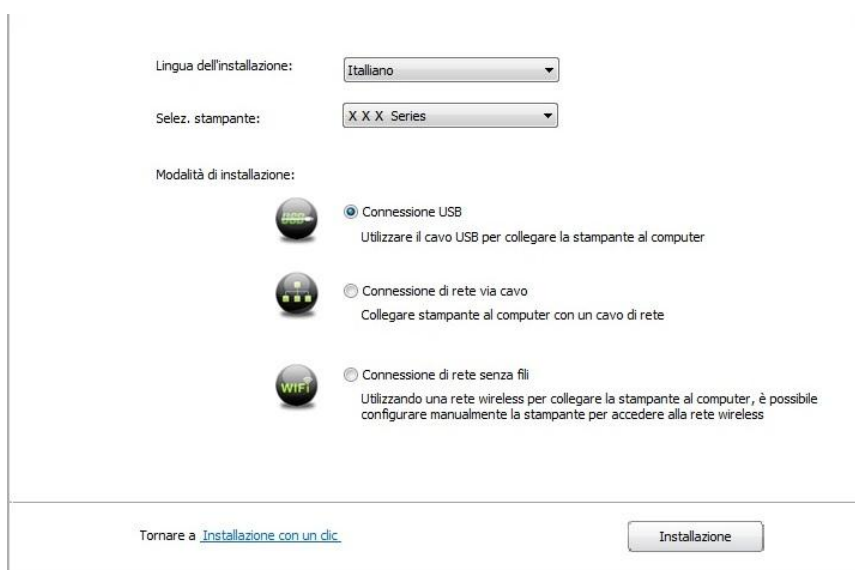 Lingua dell'installazione: Italiano
Selez. stampante: X X X Series
Modalità di installazione:
USB
Connessione USB
Utilizzare il cavo USB per collegare la stampante al computer
Connessione di rete via cavo
Collegare stampante al computer con un cavo di rete
WiFi
Connessione di rete senza fili
Utilizzando una rete wireless per collegare la stampante al computer, è possibile
configurare manualmente la stampante per accedere alla rete wireless
Tornare a Installazione con un clic
Installazione